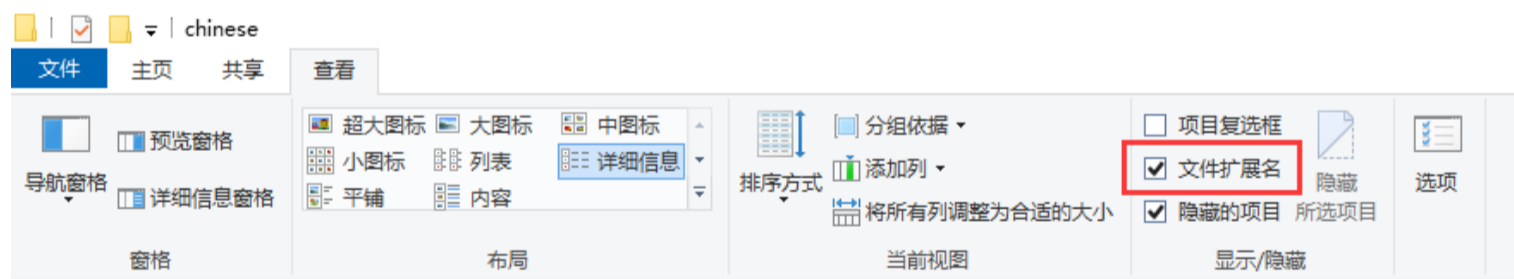 chinese
文件 主页 共享 查看
导航窗格
预览窗格
详细信息窗格
窗格
超大图标 大图标 中图标
小图标 列表 详细信息
平铺 内容
布局
排序方式
分组依据
添加列
将所有列调整为合适的大小
当前视图
项目复选框
文件扩展名
隐藏的项目
隐藏
所选项目
显示/隐藏
选项